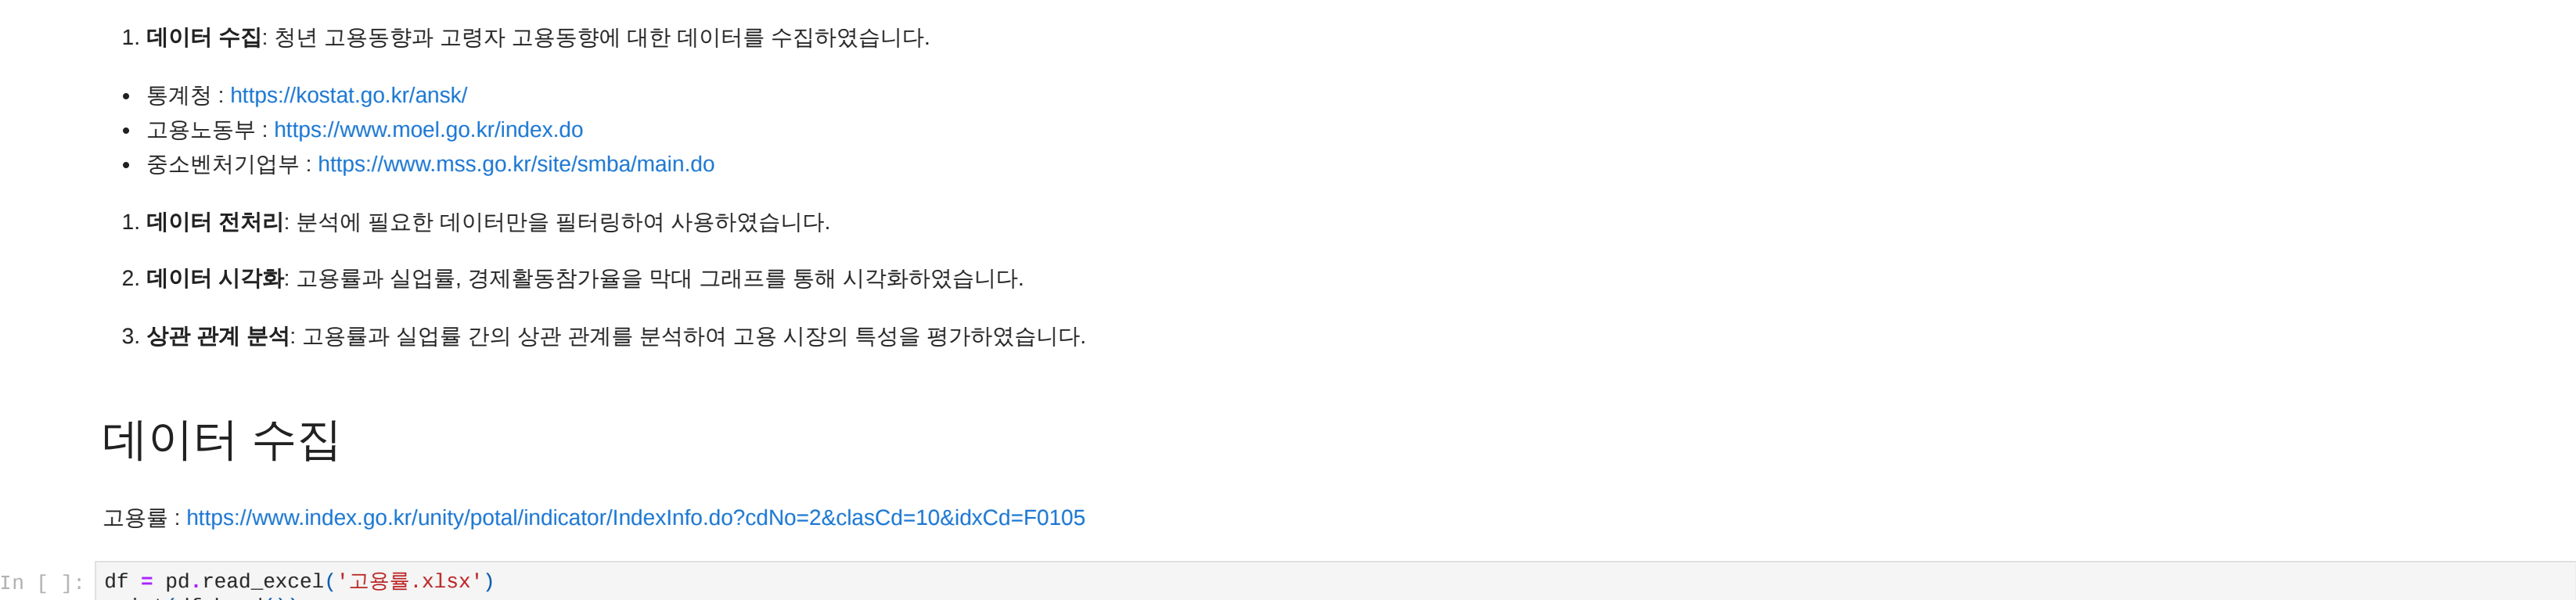 1. 데이터 수집: 청년 고용동향과 고령자 고용동향에 대한 데이터를 수집하였습니다.
• 통계청 : https://kostat.go.kr/ansk/
• 고용노동부 : https://www.moel.go.kr/index.do
• 중소벤처기업부 : https://www.mss.go.kr/site/smba/main.do
1. 데이터 전처리: 분석에 필요한 데이터만을 필터링하여 사용하였습니다.
2. 데이터 시각화: 고용률과 실업률, 경제활동참가율을 막대 그래프를 통해 시각화하였습니다.
3. 상관 관계 분석: 고용률과 실업률 간의 상관 관계를 분석하여 고용 시장의 특성을 평가하였습니다.
데이터 수집
고용률 : https://www.index.go.kr/unity/potal/indicator/IndexInfo.do?cdNo=2&clasCd=10&idxCd=F0105
In [ ]: df = pd.read_excel('고용률.xlsx')